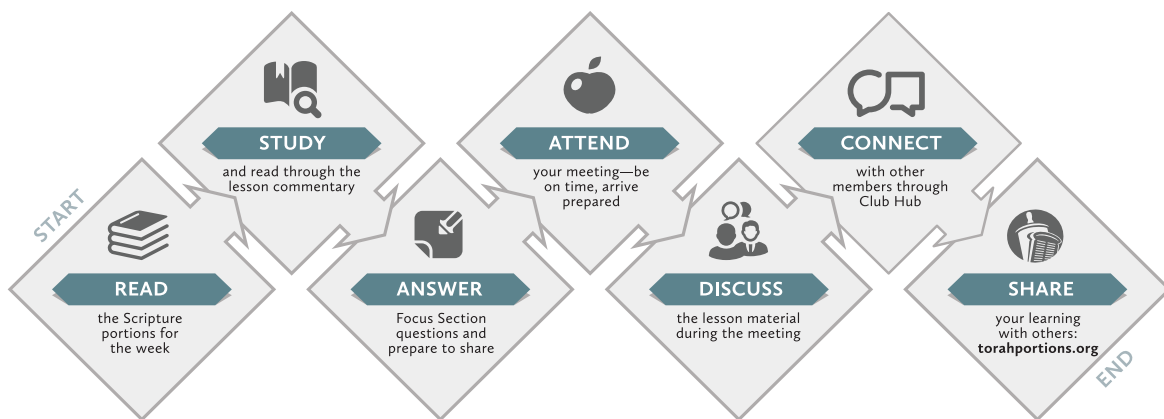 START
READ
the Scripture
portions for
the week
STUDY
and read through the
lesson commentary
ANSWER
Focus Section
questions and
prepare to share
ATTEND
your meeting—be
on time, arrive
prepared
DISCUSS
the lesson material
during the meeting
CONNECT
with other
members through
Club Hub
SHARE
your learning
with others:
torahportions.org
END